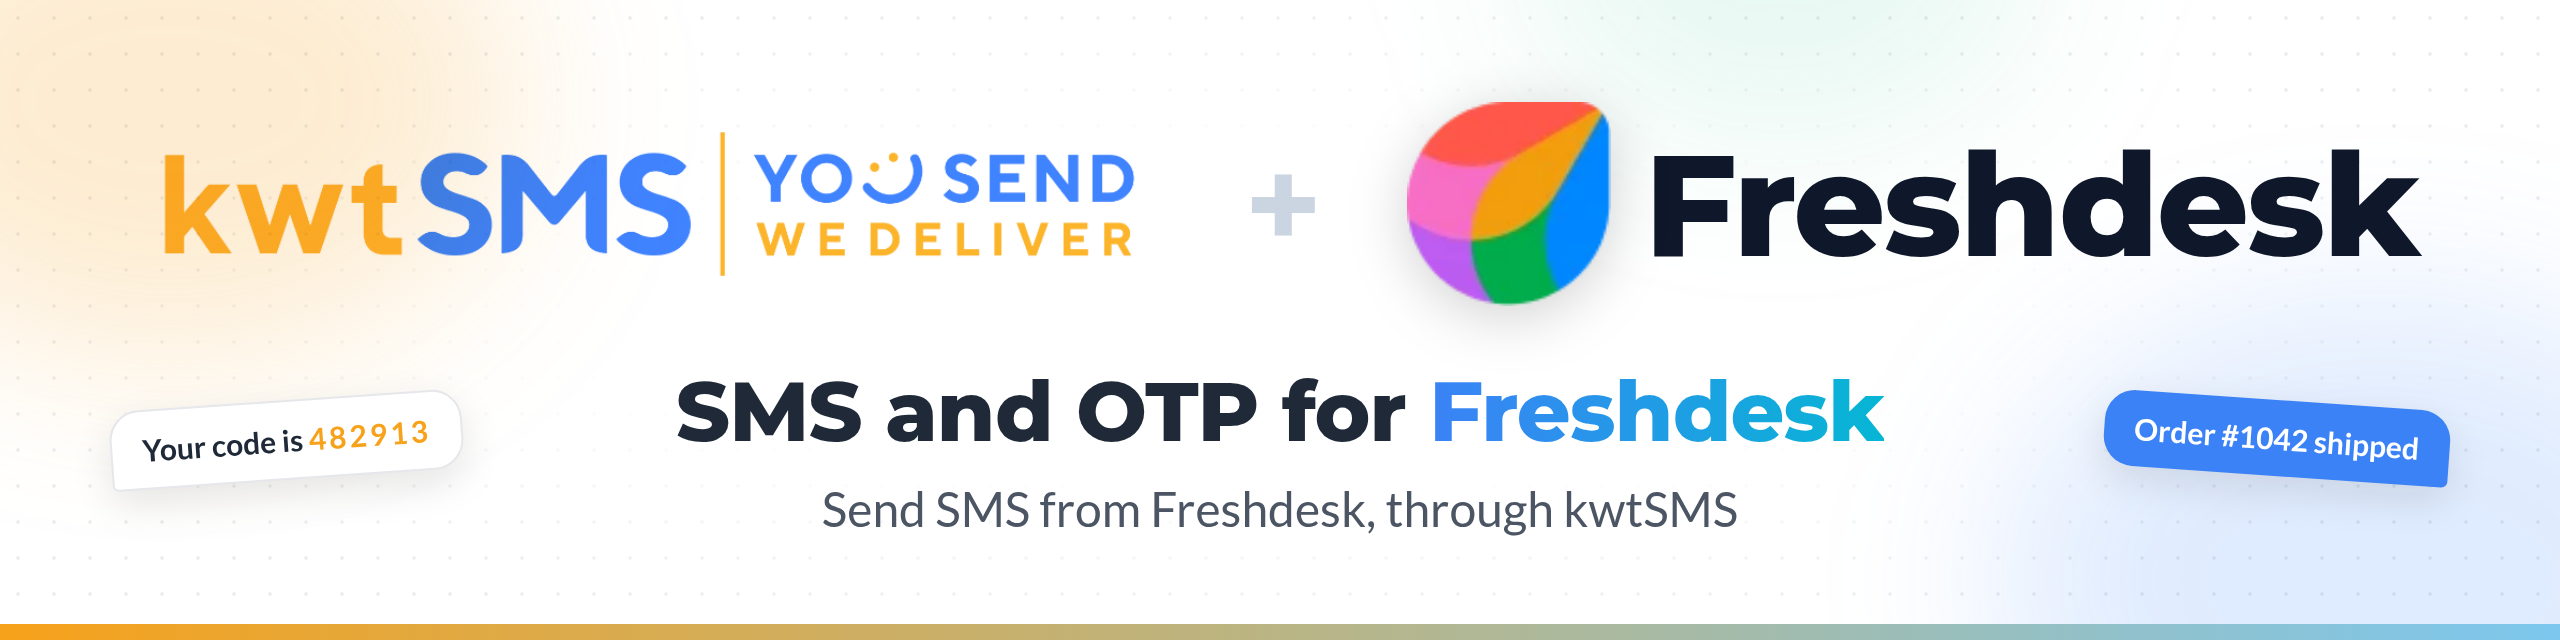 kwtSMS
YOU SEND
WE DELIVER
+
Freshdesk
SMS and OTP for Freshdesk
Your code is 482913
Order #1042 shipped
Send SMS from Freshdesk, through kwtSMS